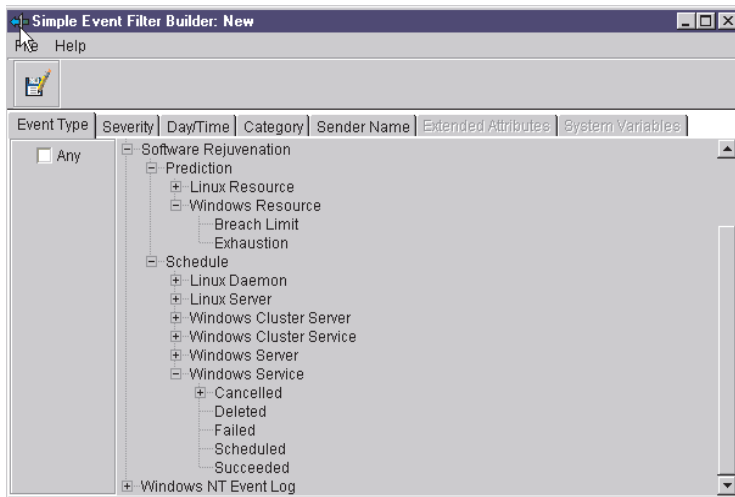 Simple Event Filter Builder: New
File Help
Event Type Severity Day/Time Category Sender Name Extended Attributes System Variables
Any
Software Rejuvenation
Prediction
Linux Resource
Windows Resource
Breach Limit
Exhaustion
Schedule
Linux Daemon
Linux Server
Windows Cluster Server
Windows Cluster Service
Windows Server
Windows Service
Cancelled
Deleted
Failed
Scheduled
Succeeded
Windows NT Event Log